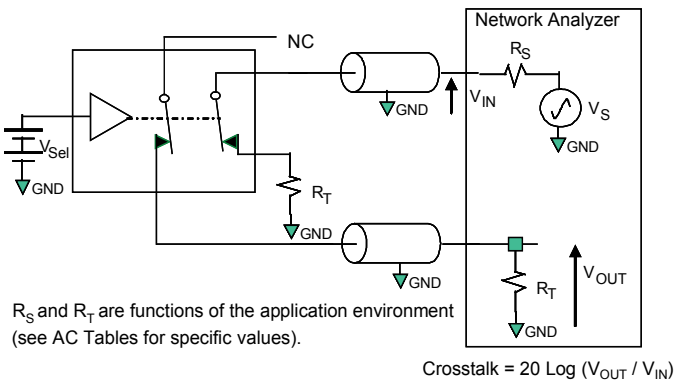 Network Analyzer
NC
R_S
GND
V_IN
V_S
GND
V_Sel
GND
R_T
GND
GND
R_T
V_OUT
GND
R_S and R_T are functions of the application environment
(see AC Tables for specific values).
Crosstalk = 20 Log (V_OUT / V_IN)